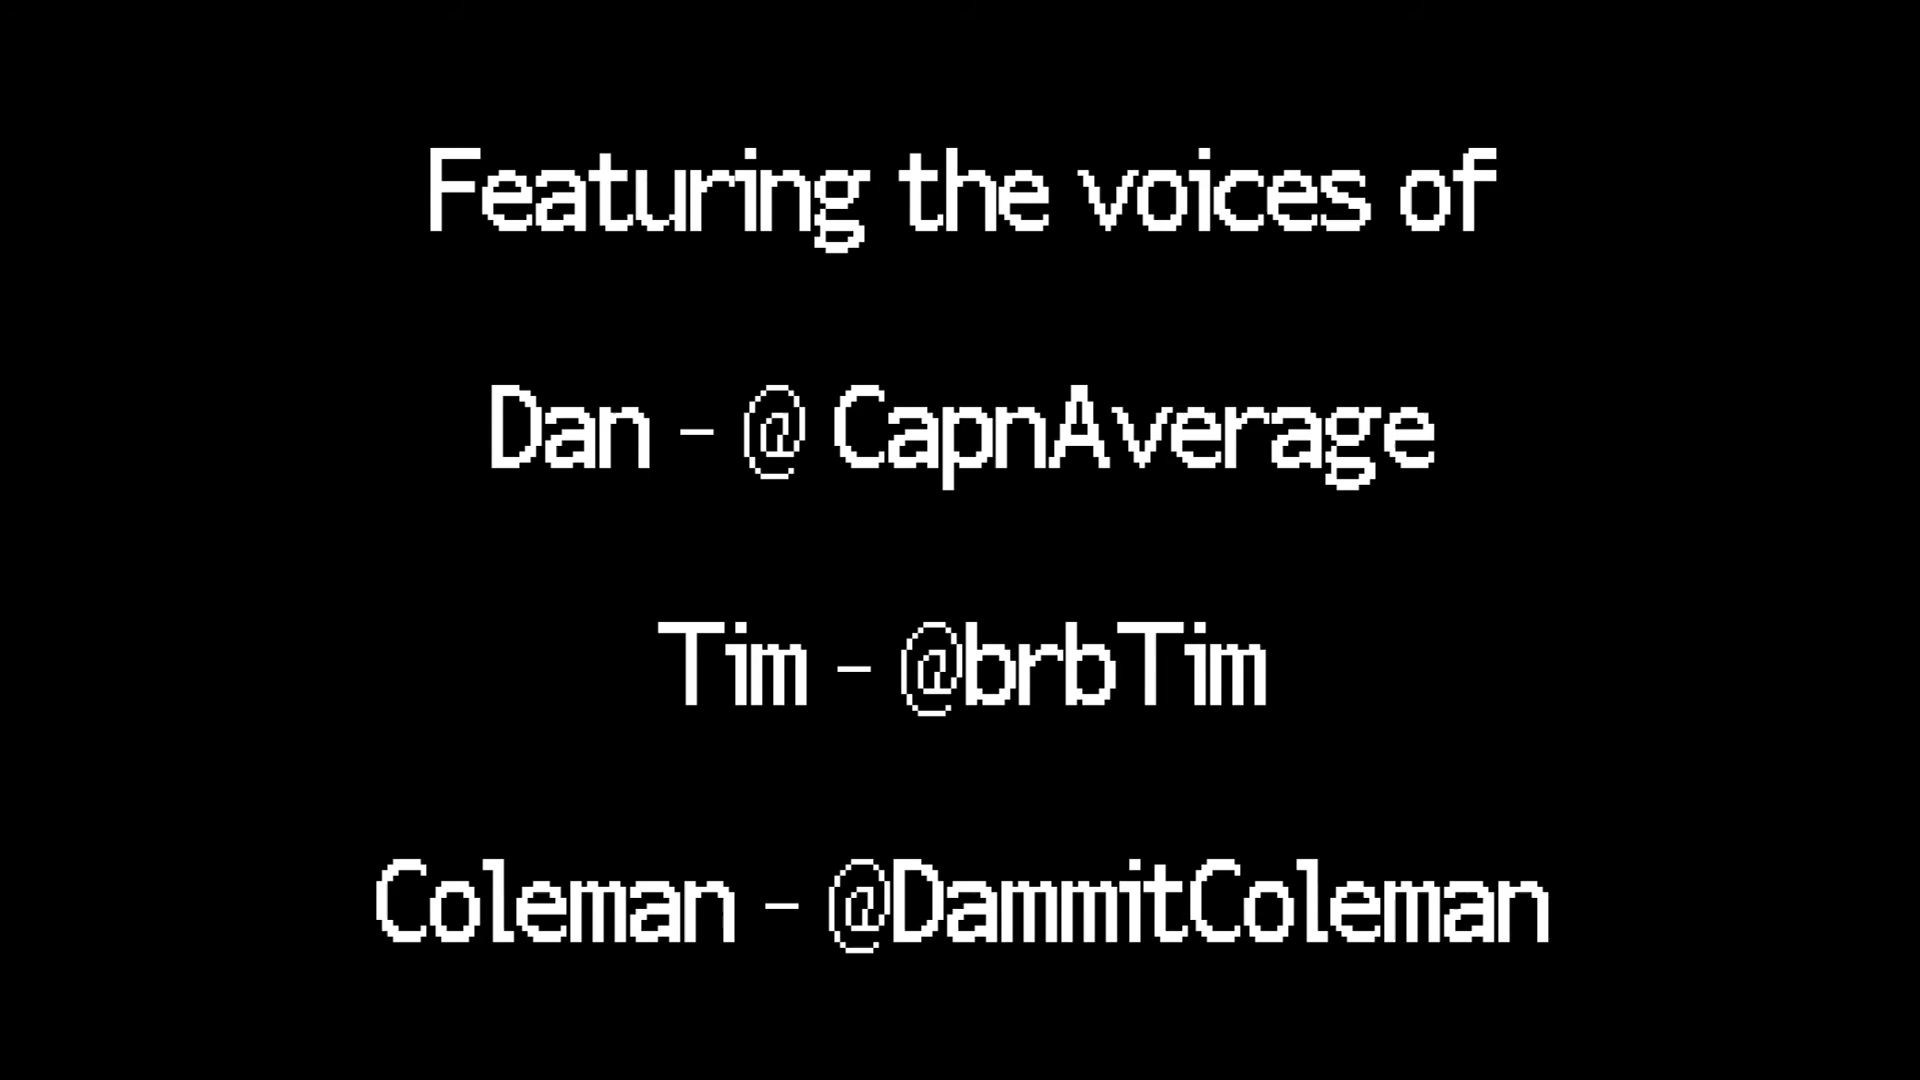 Featuring the voices of
Dan - @ CapnAverage
Tim - @brbTim
Coleman - @DammitColeman